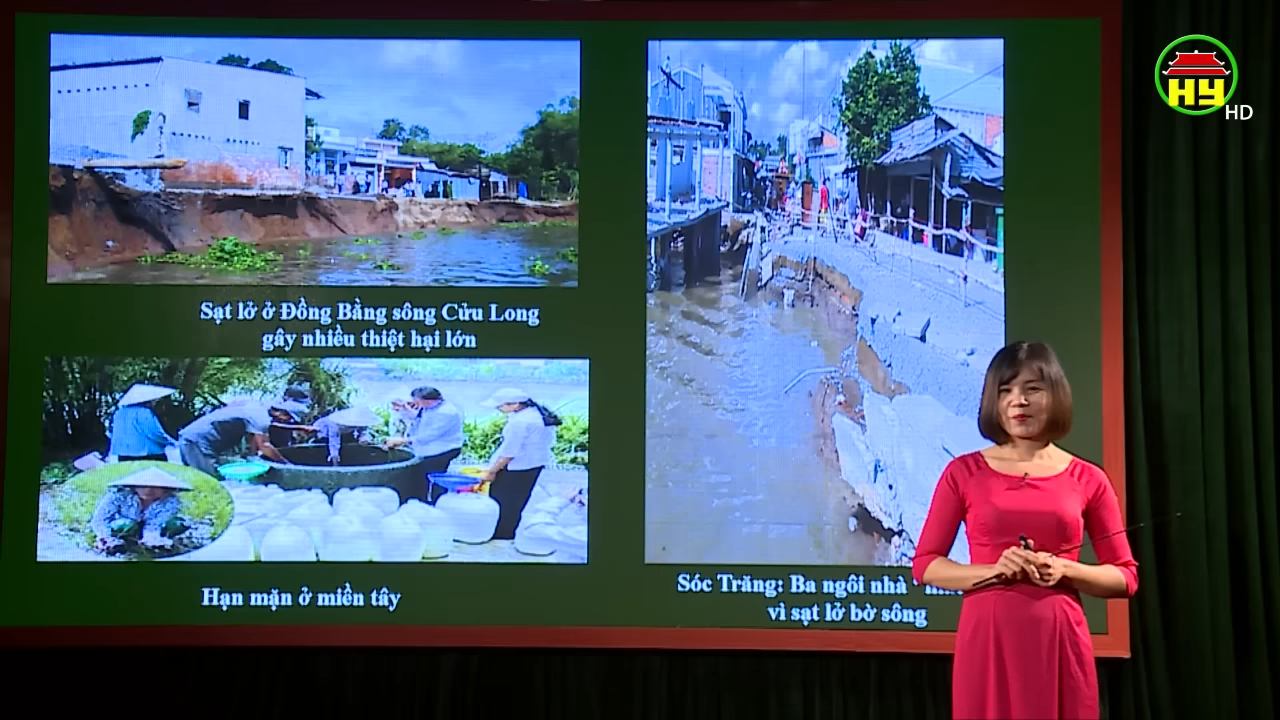 HY
HD
Sạt lở ở Đồng Bằng sông Cửu Long
gây nhiều thiệt hại lớn
Hạn mặn ở miền tây
Sóc Trăng: Ba ngôi nhà
vì sạt lở bờ sông